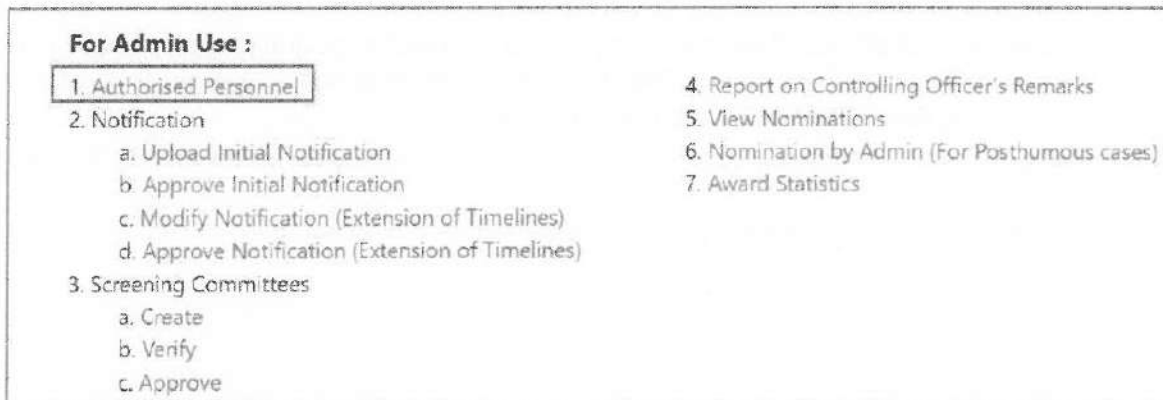 For Admin Use :
1. Authorised Personnel
2. Notification
a. Upload Initial Notification
b. Approve Initial Notification
c. Modify Notification (Extension of Timelines)
d. Approve Notification (Extension of Timelines)
3. Screening Committees
a. Create
b. Verify
c. Approve
4. Report on Controlling Officer's Remarks
5. View Nominations
6. Nomination by Admin (For Posthumous cases)
7. Award Statistics